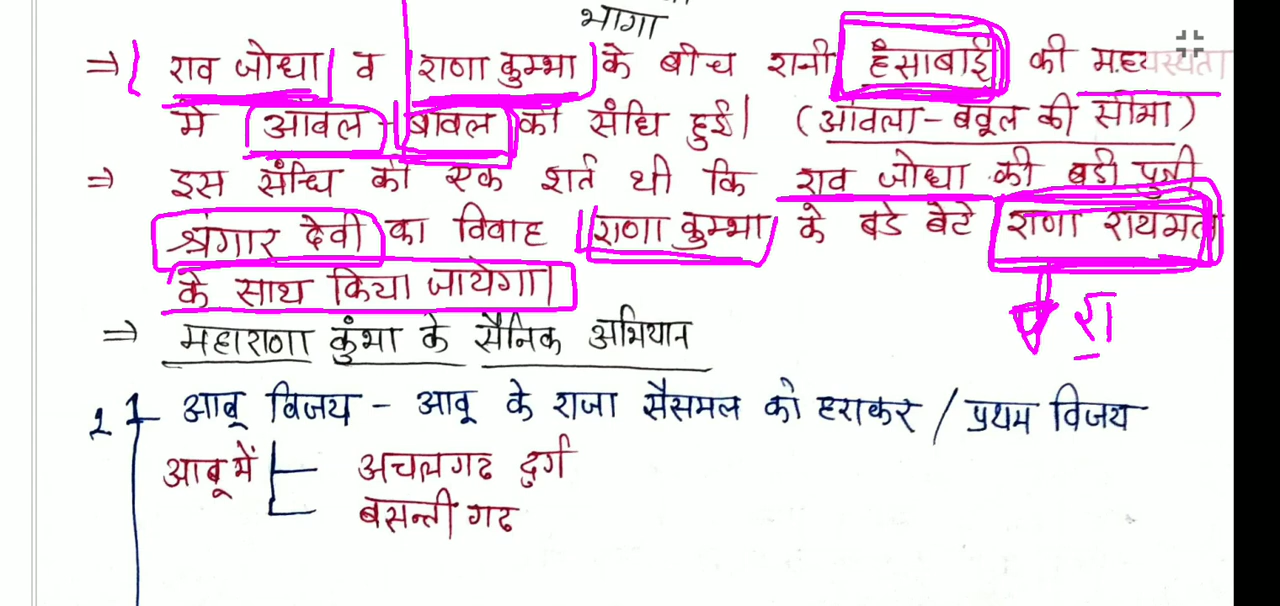 भागा
⇒ राव जोधा व राणा कुम्भा के बीच रानी हंसाबाई की मध्यस्थता
मे आंवल - बांवल की संधि हुई। (आंवला - बबूल की सीमा)
⇒ इस संन्धि की एक शर्त थी कि राव जोधा की बडी पुत्री
श्रंगार देवी का विवाह राणा कुम्भा के बडे बेटे राणा रायमल
के साथ किया जायेगा।
रा
⇒ महाराणा कुंभा के सैनिक अभियान
1 आबू विजय - आबू के राजा सैसमल को हराकर / प्रथम विजय
आबू में अचलगढ दुर्ग
बसन्ती गढ